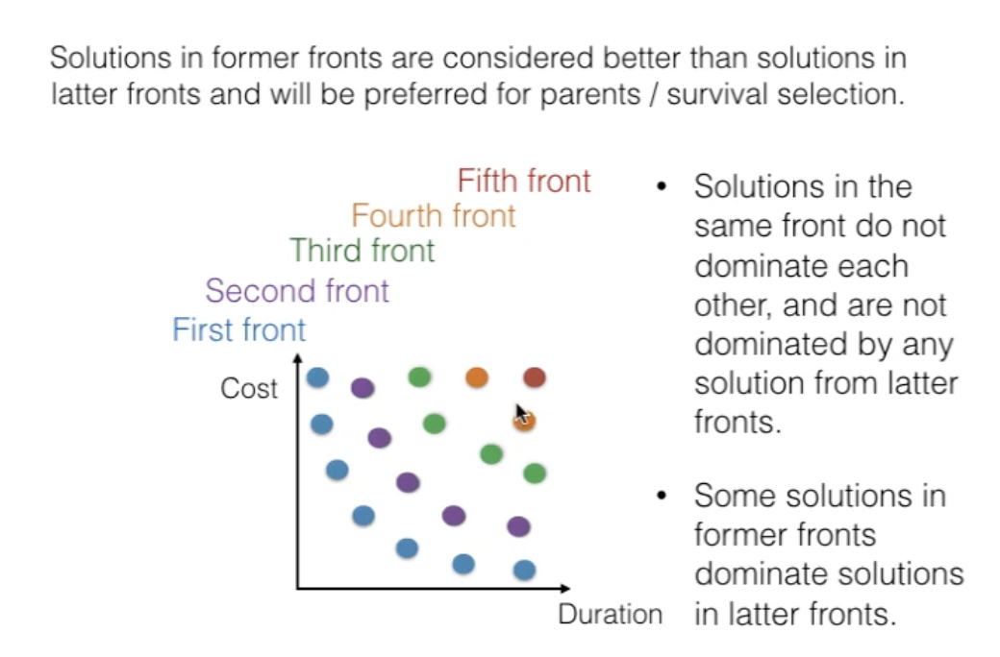 Solutions in former fronts are considered better than solutions in
latter fronts and will be preferred for parents / survival selection.
Fifth front
Fourth front
Third front
Second front
First front
Cost
Duration
• Solutions in the
same front do not
dominate each
other, and are not
dominated by any
solution from latter
fronts.
• Some solutions in
former fronts
dominate solutions
in latter fronts.